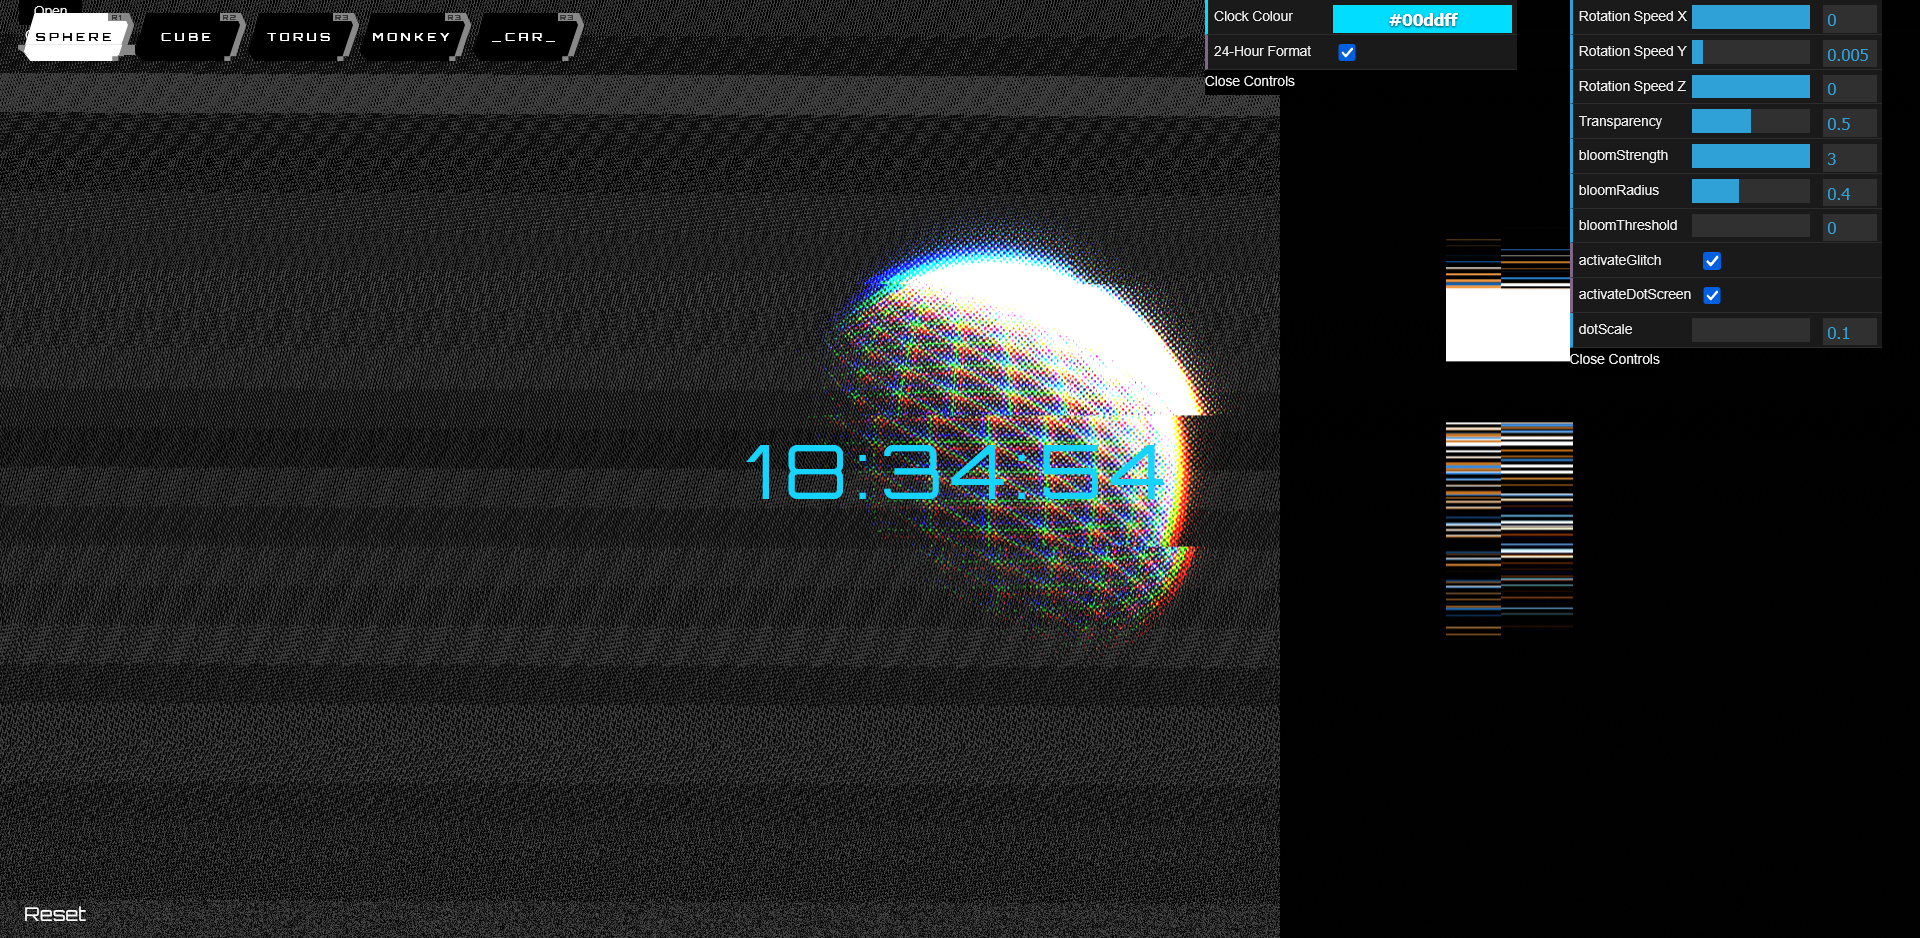 Open
SPHERE R1
CUBE R2
TORUS R3
MONKEY R3
_CAR_ R3
Clock Colour #00ddff
24-Hour Format
Close Controls
Rotation Speed X 0
Rotation Speed Y 0.005
Rotation Speed Z 0
Transparency 0.5
bloomStrength 3
bloomRadius 0.4
bloomThreshold 0
activateGlitch
activateDotScreen
dotScale 0.1
Close Controls
18:34:54
Reset